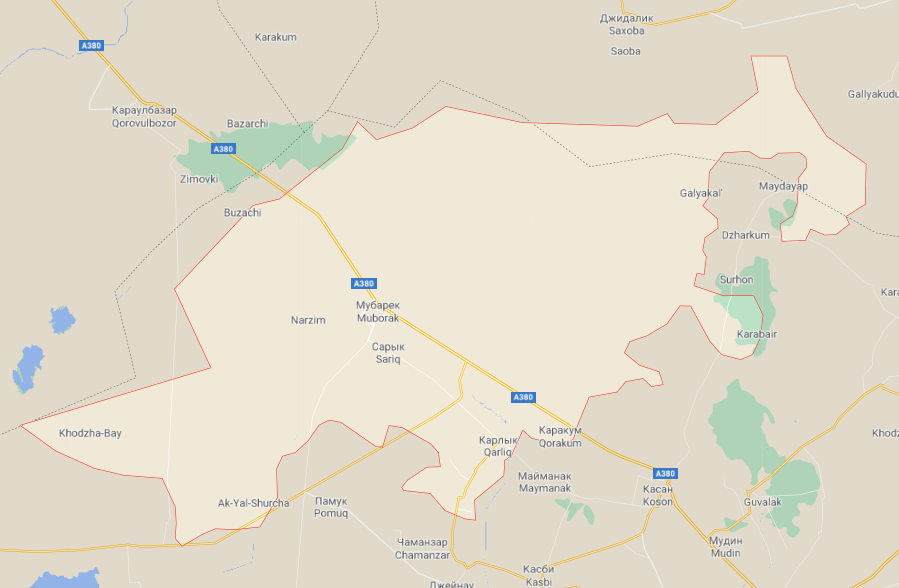 Джидалик
Saxoba
Saoba
Karakum
A380
Gallyakudu
Караулбазар
Qorovulbozor
Bazarchi
A380
Zimovki
Maydayap
Galyakal'
Buzachi
Dzharkum
Surhon
A380
Kara
Мубарек
Muborak
Narzim
Karabair
Сарык
Sariq
A380
Khodzha-Bay
Карлык
Qarliq
Каракум
Qorakum
Khodz
A380
Майманак
Maymanak
Касан
Koson
Ak-Yal-Shurcha
Памук
Pomuq
Guvalak
Чаманзар
Chamanzar
Мудин
Mudin
Касби
Kasbi
Джейнау